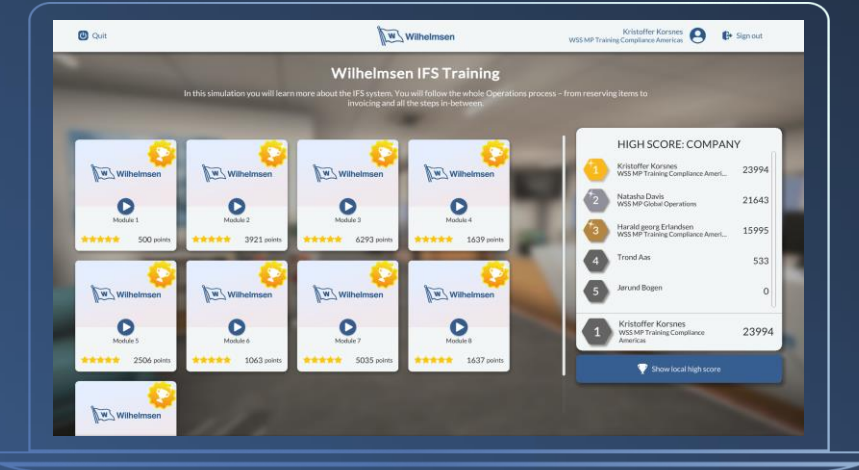 Quit
Wilhelmsen
Kristoffer Korsnes
WSS MP Training Compliance Americas
Sign out
Wilhelmsen IFS Training
In this simulation you will learn more about the IFS system. You will follow the whole Operations process – from reserving items to
invoicing and all the steps in-between.
Wilhelmsen
Module 1
500 points
Wilhelmsen
Module 2
3921 points
Wilhelmsen
Module 3
6293 points
Wilhelmsen
Module 4
1639 points
Wilhelmsen
Module 5
2506 points
Wilhelmsen
Module 6
1063 points
Wilhelmsen
Module 7
5035 points
Wilhelmsen
Module 8
1637 points
Wilhelmsen
HIGH SCORE: COMPANY
1
Kristoffer Korsnes
WSS MP Training Compliance Ameri...
23994
2
Natasha Davis
WSS MP Global Operations
21643
3
Harald georg Erlandsen
WSS MP Training Compliance Ameri...
15995
4
Trond Aas
533
5
Jørund Bogen
0
1
Kristoffer Korsnes
WSS MP Training Compliance
Americas
23994
Show local high score